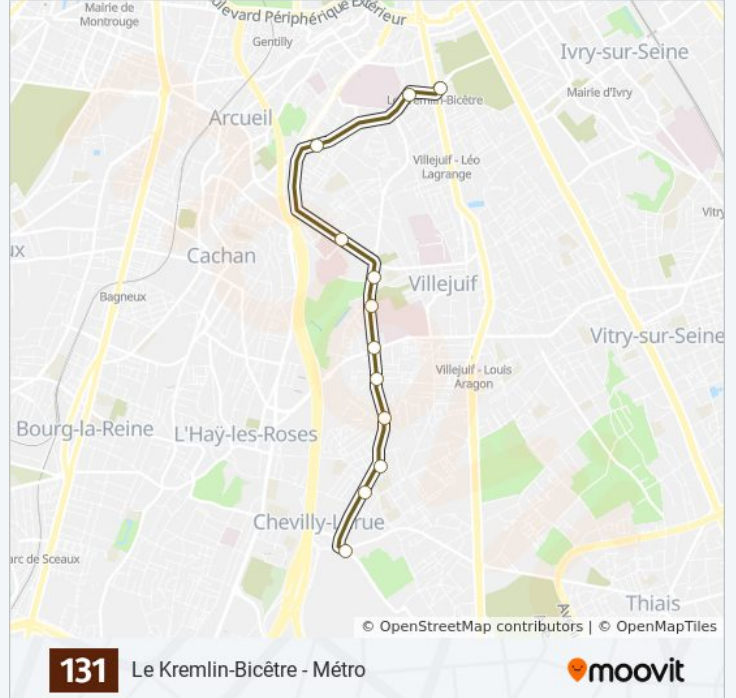 Mairie de
Montrouge
ulevard Périphérique Extérieur
Gentilly
Ivry-sur-Seine
Le Kremlin-Bicêtre
Mairie d'Ivry
Arcueil
Villejuif - Léo
Lagrange
Vitry
Cachan
Villejuif
Bagneux
Vitry-sur-Seine
Villejuif - Louis
Aragon
Bourg-la-Reine
L'Haÿ-les-Roses
Chevilly-Larue
arc de Sceaux
Thiais
© OpenStreetMap contributors | © OpenMapTiles
131
Le Kremlin-Bicêtre - Métro
moovit